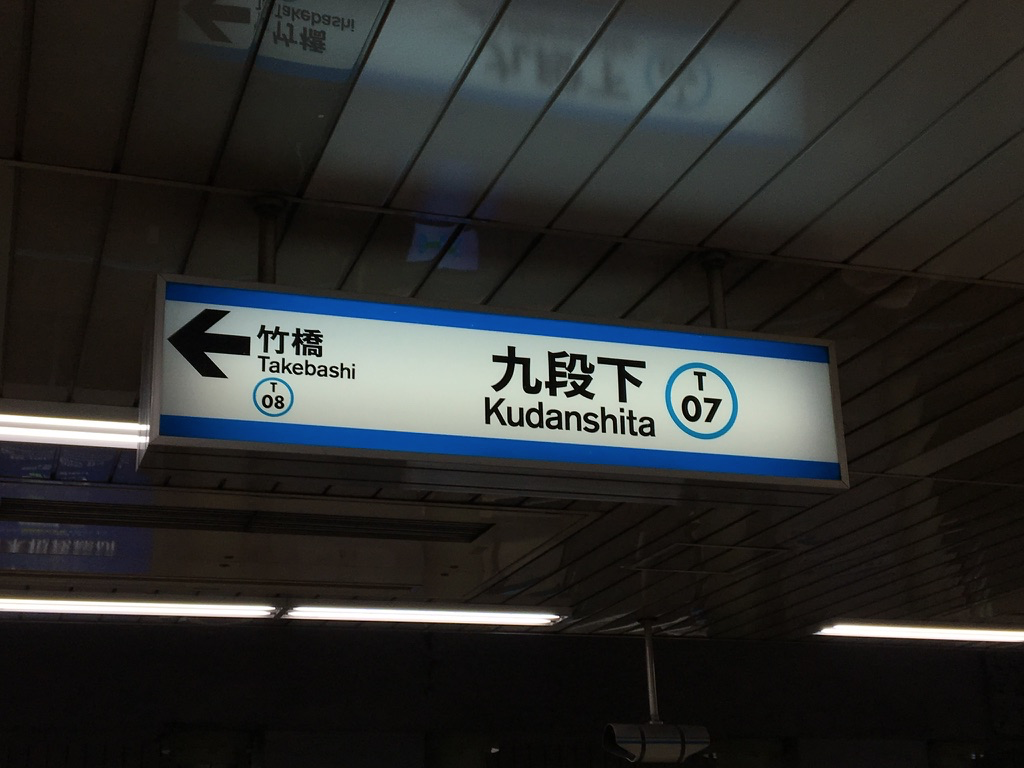 竹橋
Takebashi
T
08
九段下
Kudanshita
T
07